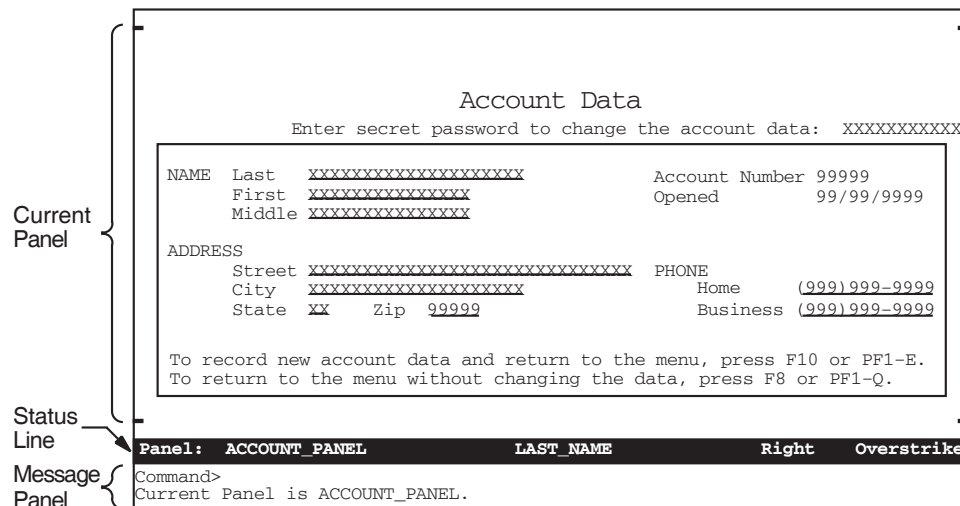 Account Data
Enter secret password to change the account data: XXXXXXXXXXX
NAME Last XXXXXXXXXXXXXXXXXXXX Account Number 99999
First XXXXXXXXXXXXXXX Opened 99/99/9999
Middle XXXXXXXXXXXXXXX
Current
Panel
ADDRESS
Street XXXXXXXXXXXXXXXXXXXXXXXXXXXXXX PHONE
City XXXXXXXXXXXXXXXXXXXX Home (999)999-9999
State XX Zip 99999 Business (999)999-9999
To record new account data and return to the menu, press F10 or PF1-E.
To return to the menu without changing the data, press F8 or PF1-Q.
Status
Line
Panel: ACCOUNT_PANEL LAST_NAME Right Overstrike
Message
Panel
Command>
Current Panel is ACCOUNT_PANEL.